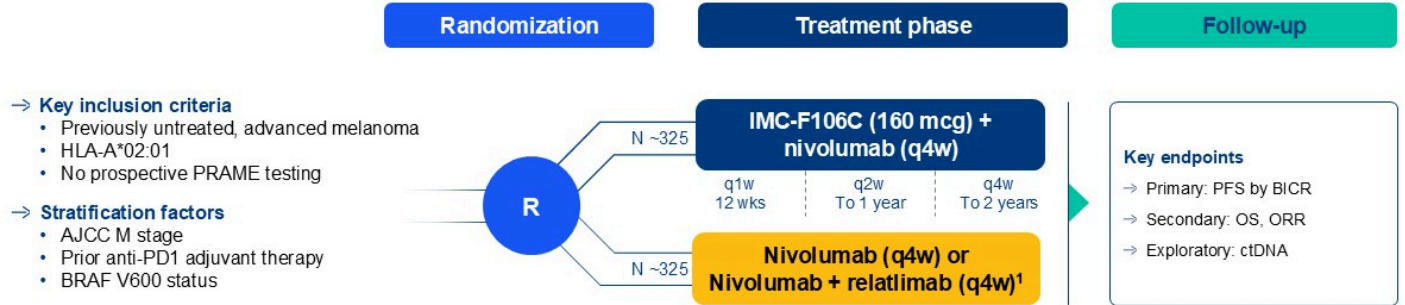 Randomization
Treatment phase
Follow-up
→ Key inclusion criteria
• Previously untreated, advanced melanoma
• HLA-A*02:01
• No prospective PRAME testing
→ Stratification factors
• AJCC M stage
• Prior anti-PD1 adjuvant therapy
• BRAF V600 status
R
N ~325
IMC-F106C (160 mcg) +
nivolumab (q4w)
q1w
12 wks
q2w
To 1 year
q4w
To 2 years
N ~325
Nivolumab (q4w) or
Nivolumab + relatlimab (q4w)¹
Key endpoints
→ Primary: PFS by BICR
→ Secondary: OS, ORR
→ Exploratory: ctDNA